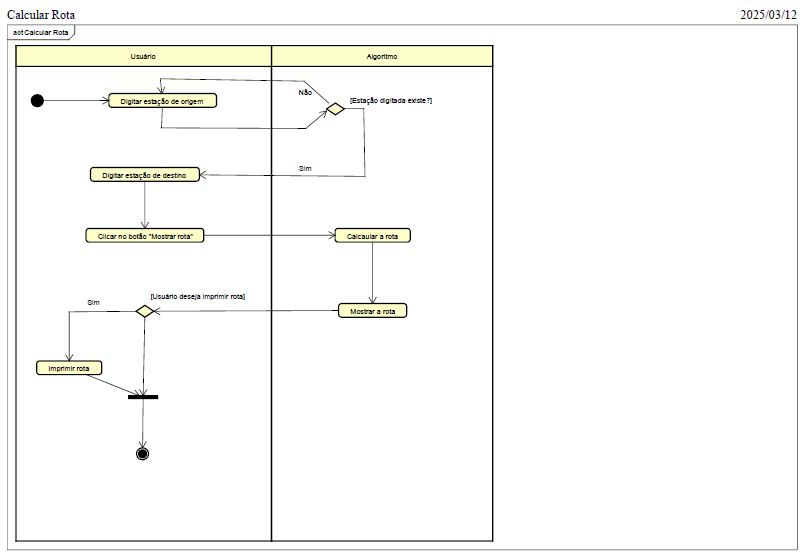 Calcular Rota
2025/03/12
act Calcular Rota
Usuário
Algoritmo
Não
[Estação digitada existe?]
Digitar estação de origem
Sim
Digitar estação de destino
Clicar no botão "Mostrar rota"
Calcaular a rota
[Usuário deseja imprimir rota]
Sim
Mostrar a rota
Imprimir rota